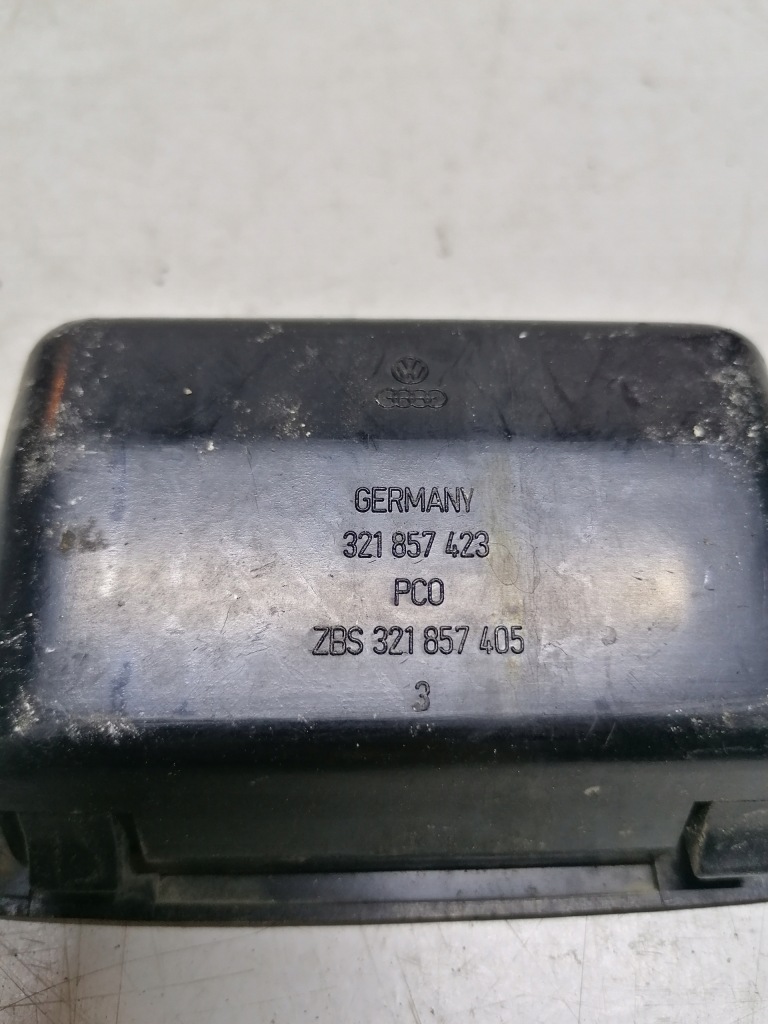 GERMANY
321 857 423
PCO
ZBS 321 857 405
3